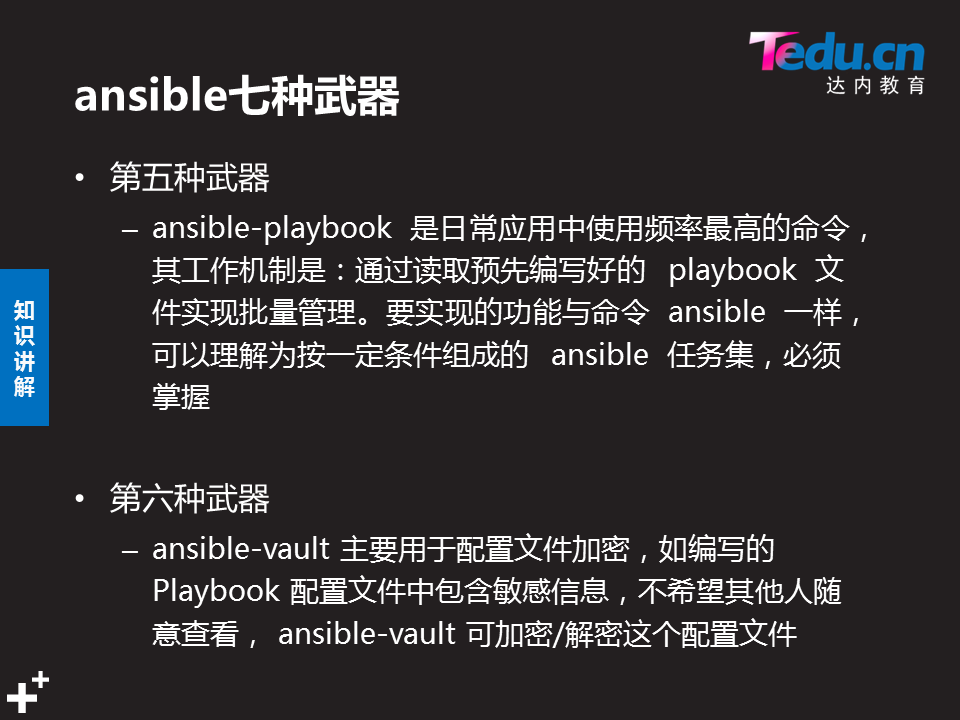 Tedu.cn
达内教育
ansible七种武器
• 第五种武器
– ansible-playbook 是日常应用中使用频率最高的命令，
其工作机制是：通过读取预先编写好的 playbook 文
件实现批量管理。要实现的功能与命令 ansible 一样，
可以理解为按一定条件组成的 ansible 任务集，必须
掌握
知
识
讲
解
• 第六种武器
– ansible-vault 主要用于配置文件加密，如编写的
Playbook 配置文件中包含敏感信息，不希望其他人随
意查看， ansible-vault 可加密/解密这个配置文件